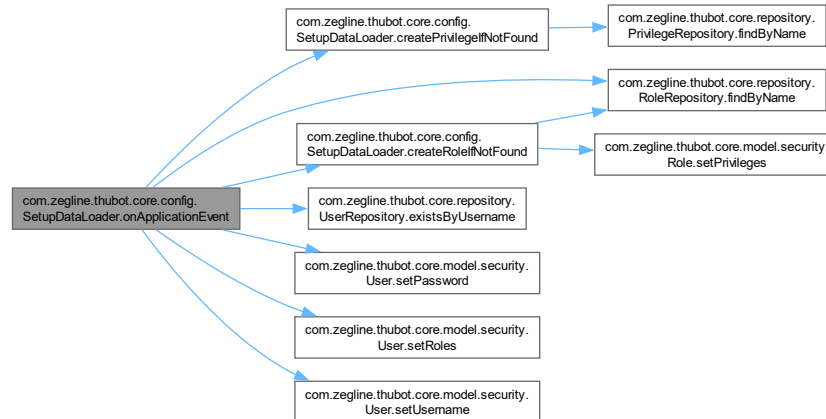 com.zegline.thubot.core.config.
SetupDataLoader.createPrivilegeIfNotFound
com.zegline.thubot.core.repository.
PrivilegeRepository.findByName
com.zegline.thubot.core.repository.
RoleRepository.findByName
com.zegline.thubot.core.config.
SetupDataLoader.createRoleIfNotFound
com.zegline.thubot.core.model.security.
Role.setPrivileges
com.zegline.thubot.core.config.
SetupDataLoader.onApplicationEvent
com.zegline.thubot.core.repository.
UserRepository.existsByUsername
com.zegline.thubot.core.model.security.
User.setPassword
com.zegline.thubot.core.model.security.
User.setRoles
com.zegline.thubot.core.model.security.
User.setUsername